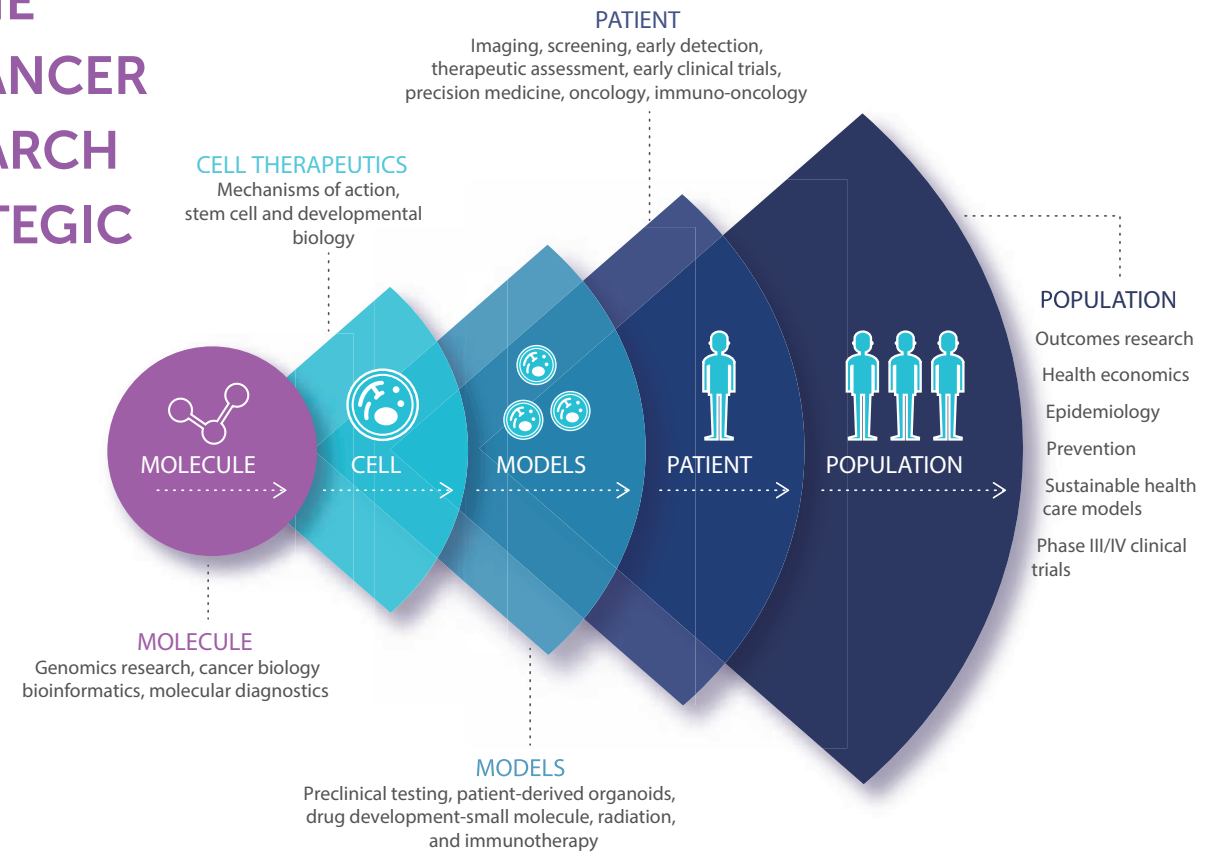 PATIENT
Imaging, screening, early detection,
therapeutic assessment, early clinical trials,
precision medicine, oncology, immuno-oncology
ARCH
TEGIC
CELL THERAPEUTICS
Mechanisms of action,
stem cell and developmental
biology
POPULATION
Outcomes research
Health economics
Epidemiology
Prevention
Sustainable health
care models
Phase III/IV clinical
trials
MOLECULE
CELL
MODELS
PATIENT
POPULATION
MOLECULE
Genomics research, cancer biology
bioinformatics, molecular diagnostics
MODELS
Preclinical testing, patient-derived organoids,
drug development-small molecule, radiation,
and immunotherapy